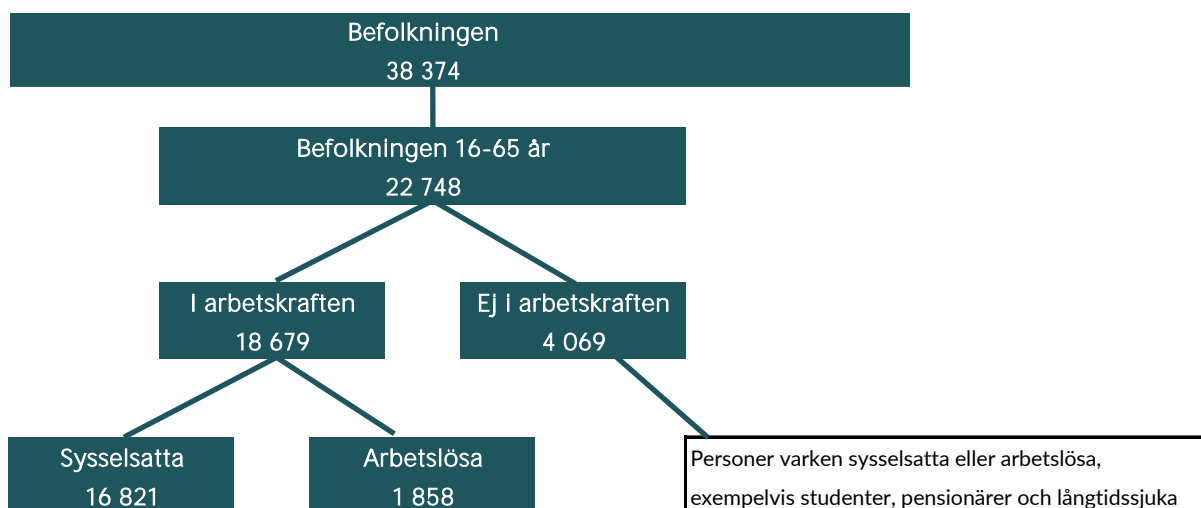 Befolkningen
38 374
Befolkningen 16-65 år
22 748
I arbetskraften
18 679
Ej i arbetskraften
4 069
Sysselsatta
16 821
Arbetslösa
1 858
Personer varken sysselsatta eller arbetslösa,
exempelvis studenter, pensionärer och långtidssjuka